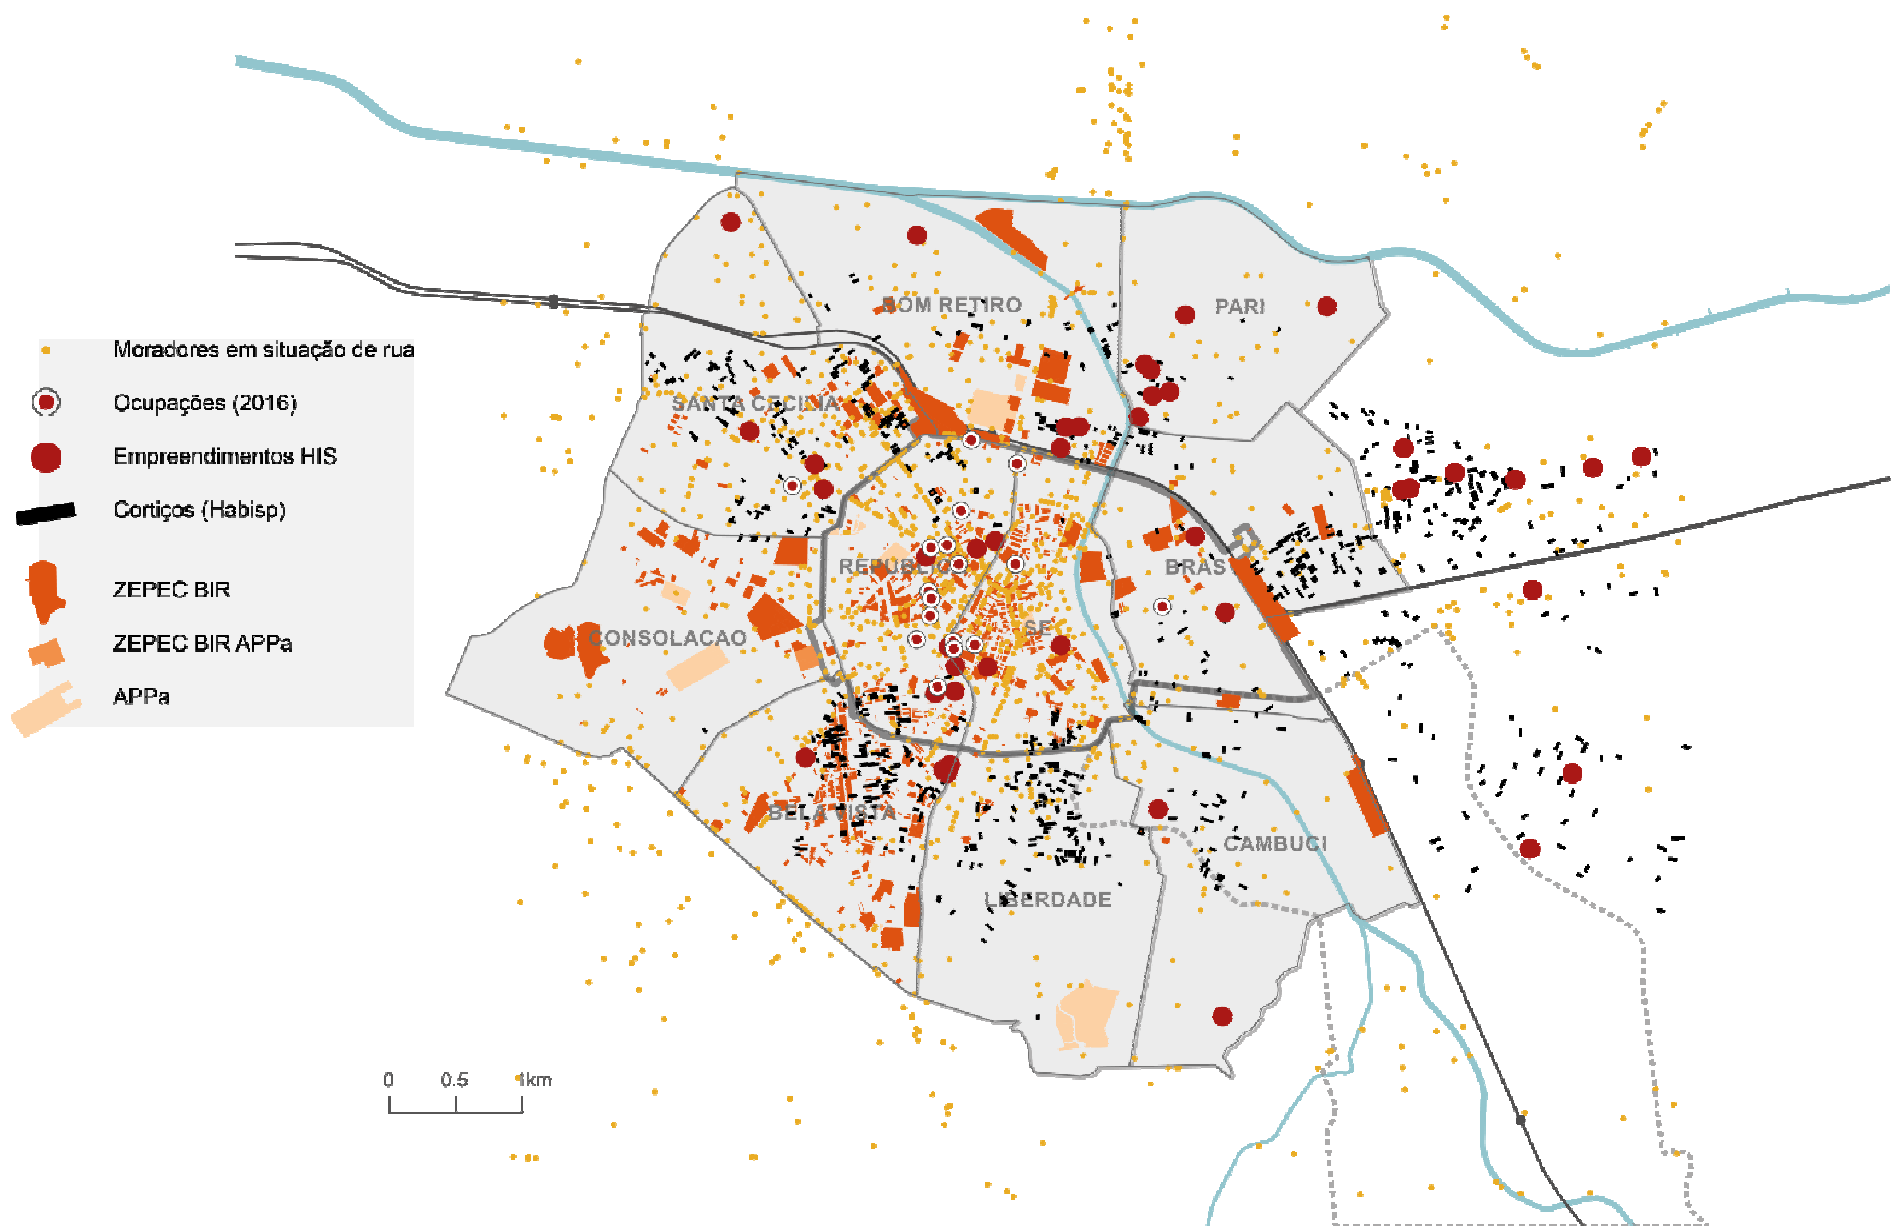 BOM RETIRO
PARI
Moradores em situação de rua
Ocupações (2016)
SANTA CECILIA
Empreendimentos HIS
Cortiços (Habisp)
REPUBLICA
BRAS
ZEPEC BIR
SE
CONSOLACAO
ZEPEC BIR APPa
APPa
BELA VISTA
CAMBUCI
LIBERDADE
0 0.5 1km